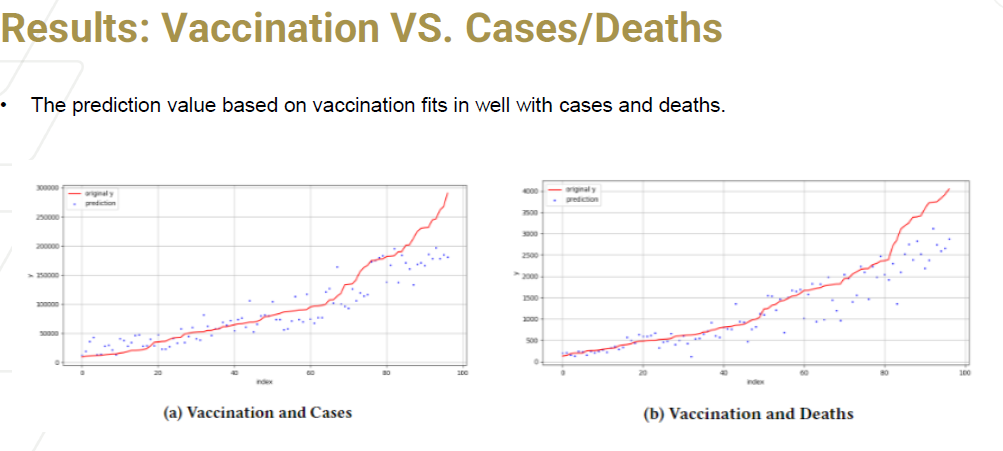 Results: Vaccination VS. Cases/Deaths
• The prediction value based on vaccination fits in well with cases and deaths.
300000
250000
200000
150000
100000
50000
0
y
original y
prediction
0 20 40 60 80 100
index
(a) Vaccination and Cases
4000
3500
3000
2500
2000
1500
1000
500
0
y
original y
prediction
0 20 40 60 80 100
index
(b) Vaccination and Deaths